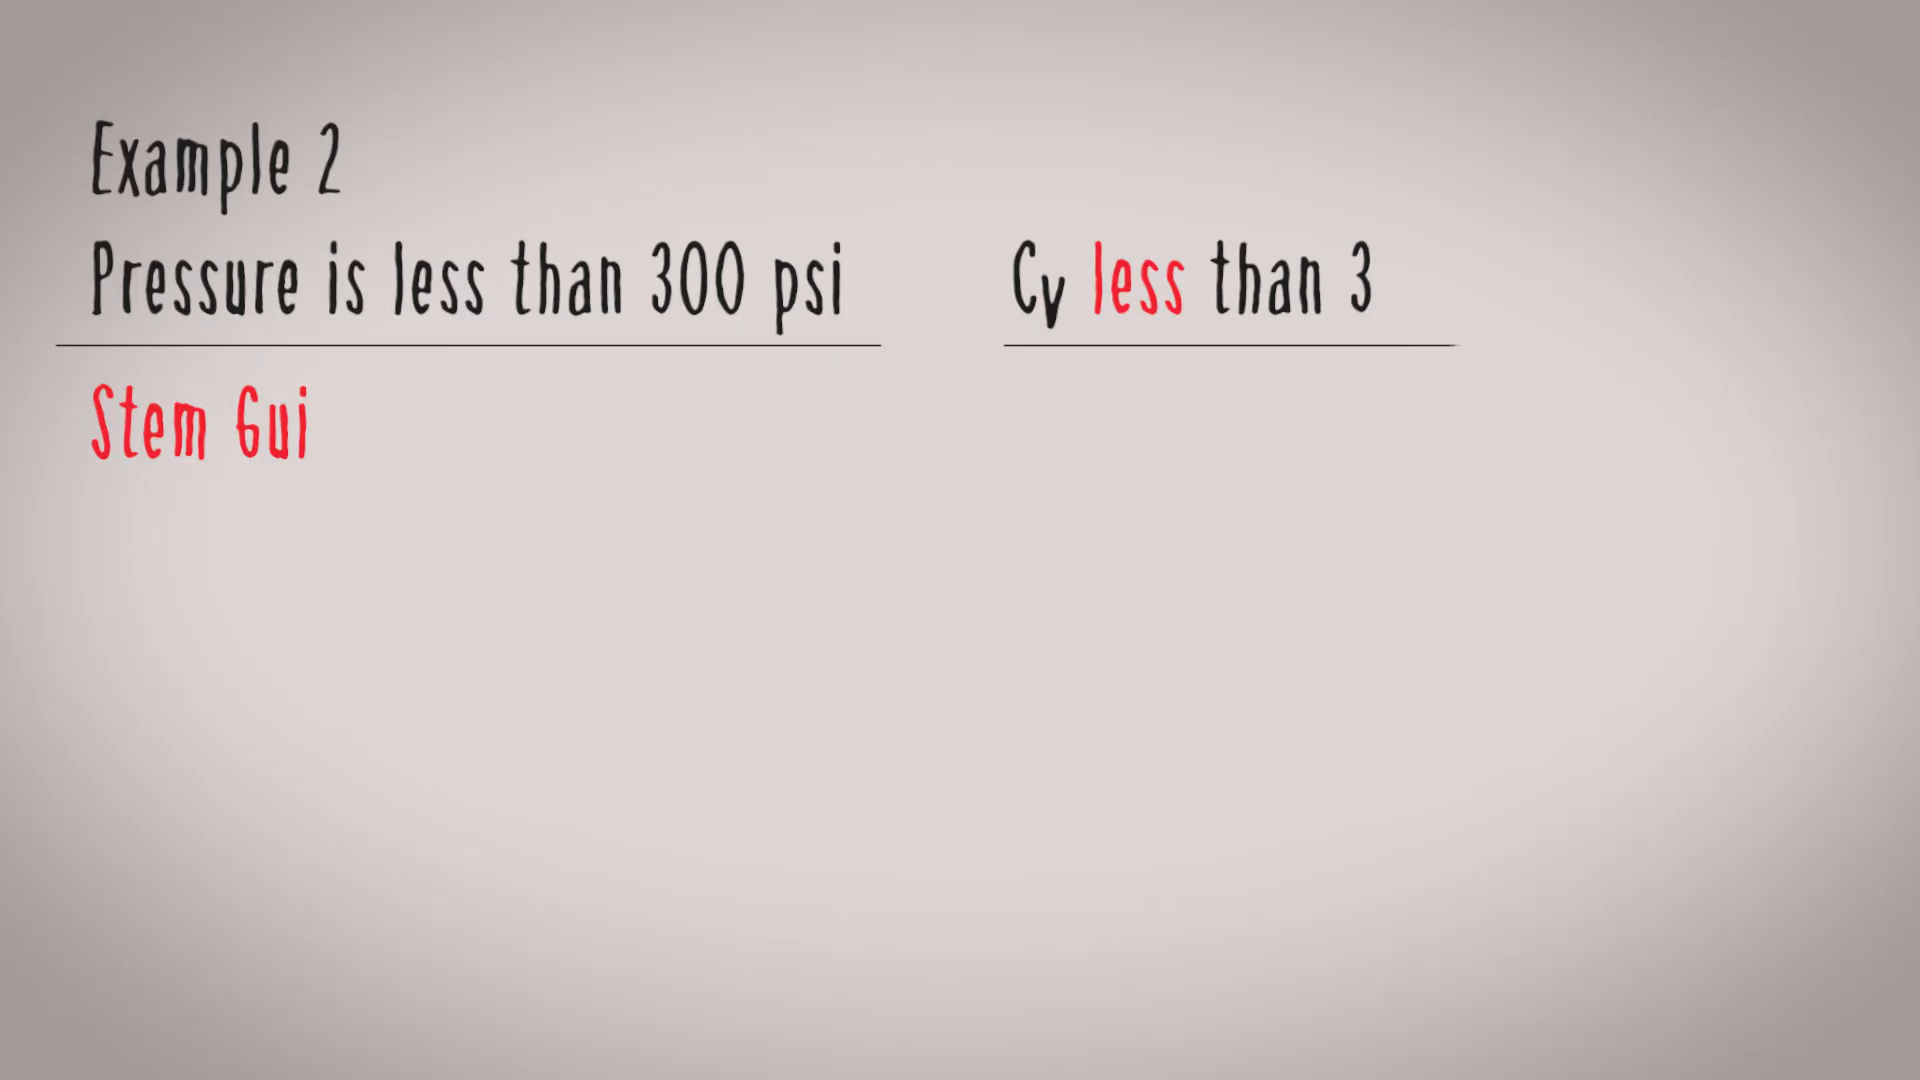 Example 2
Pressure is less than 300 psi
Cv less than 3
Stem Gui